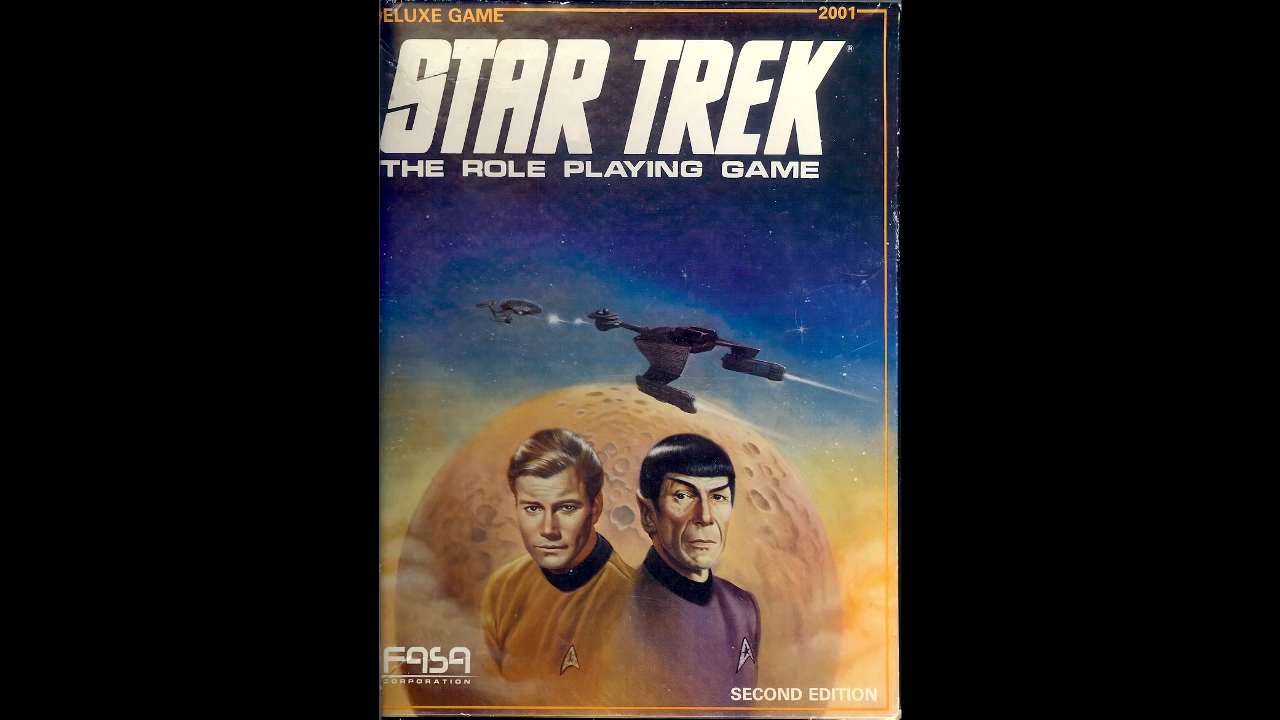 ELUXE GAME
2001
STAR TREK®
THE ROLE PLAYING GAME
FASA
CORPORATION
SECOND EDITION